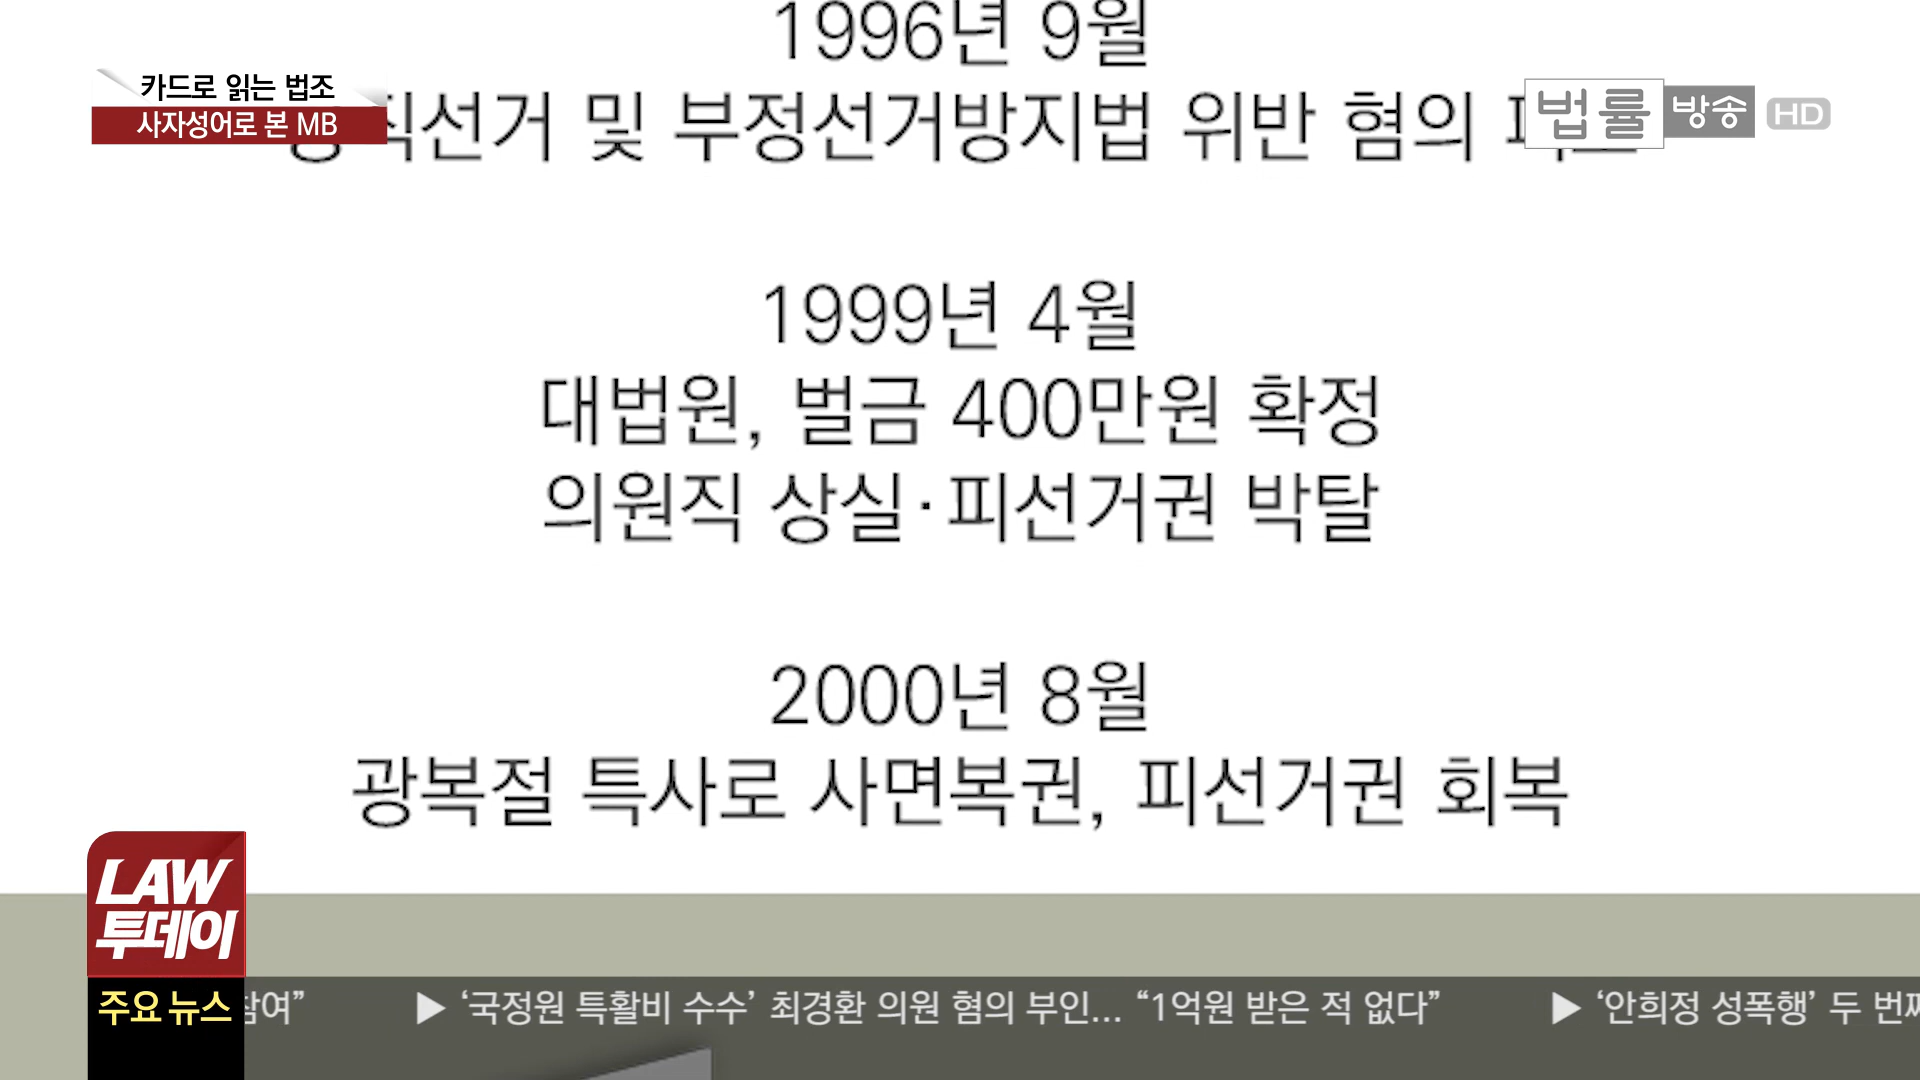 1996년 9월
카드로 읽는 법조
사자성어로 본 MB
법률방송 HD
공직선거 및 부정선거방지법 위반 혐의
1999년 4월
대법원, 벌금 400만원 확정
의원직 상실·피선거권 박탈
2000년 8월
광복절 특사로 사면복권, 피선거권 회복
LAW
투데이
주요 뉴스
참여” ▶ ‘국정원 특활비 수수’ 최경환 의원 혐의 부인... “1억원 받은 적 없다” ▶ ‘안희정 성폭행’ 두 번째